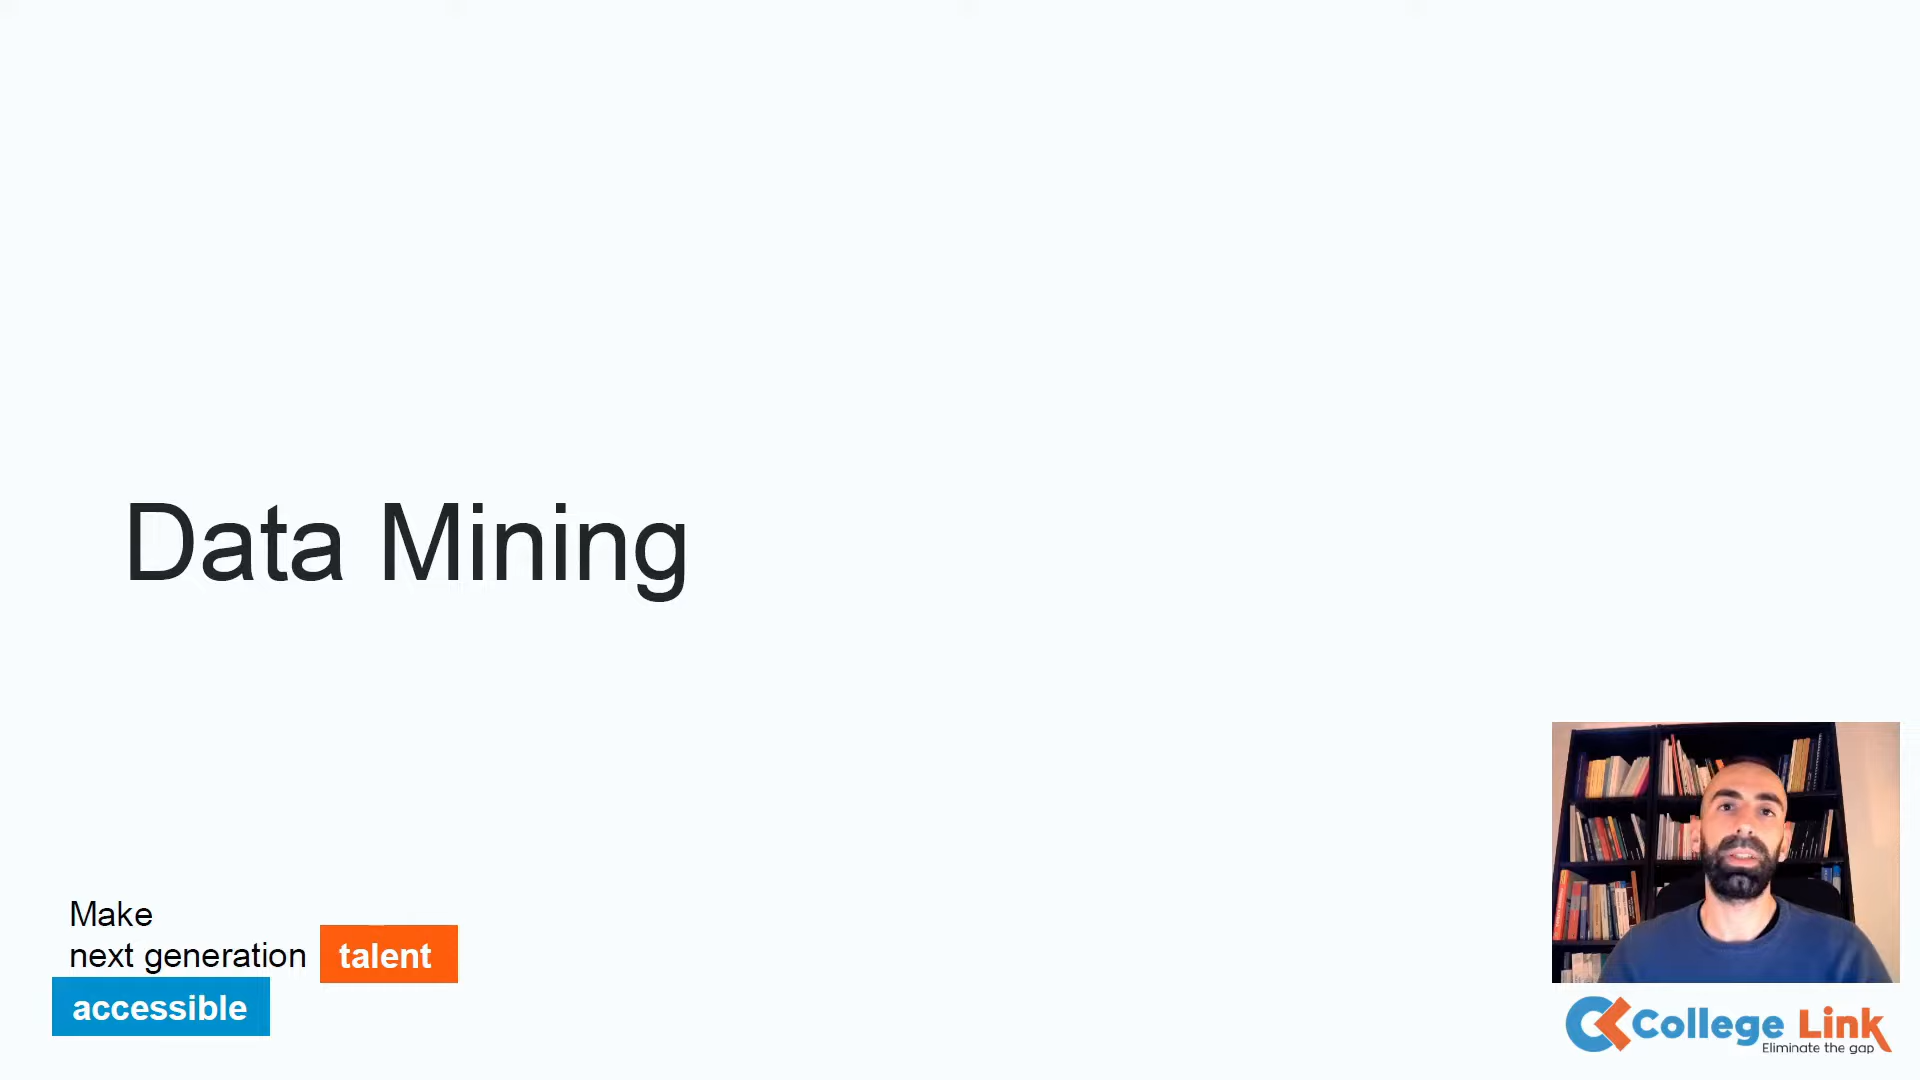 Data Mining
Make
next generation talent
accessible
College Link
Eliminate the gap